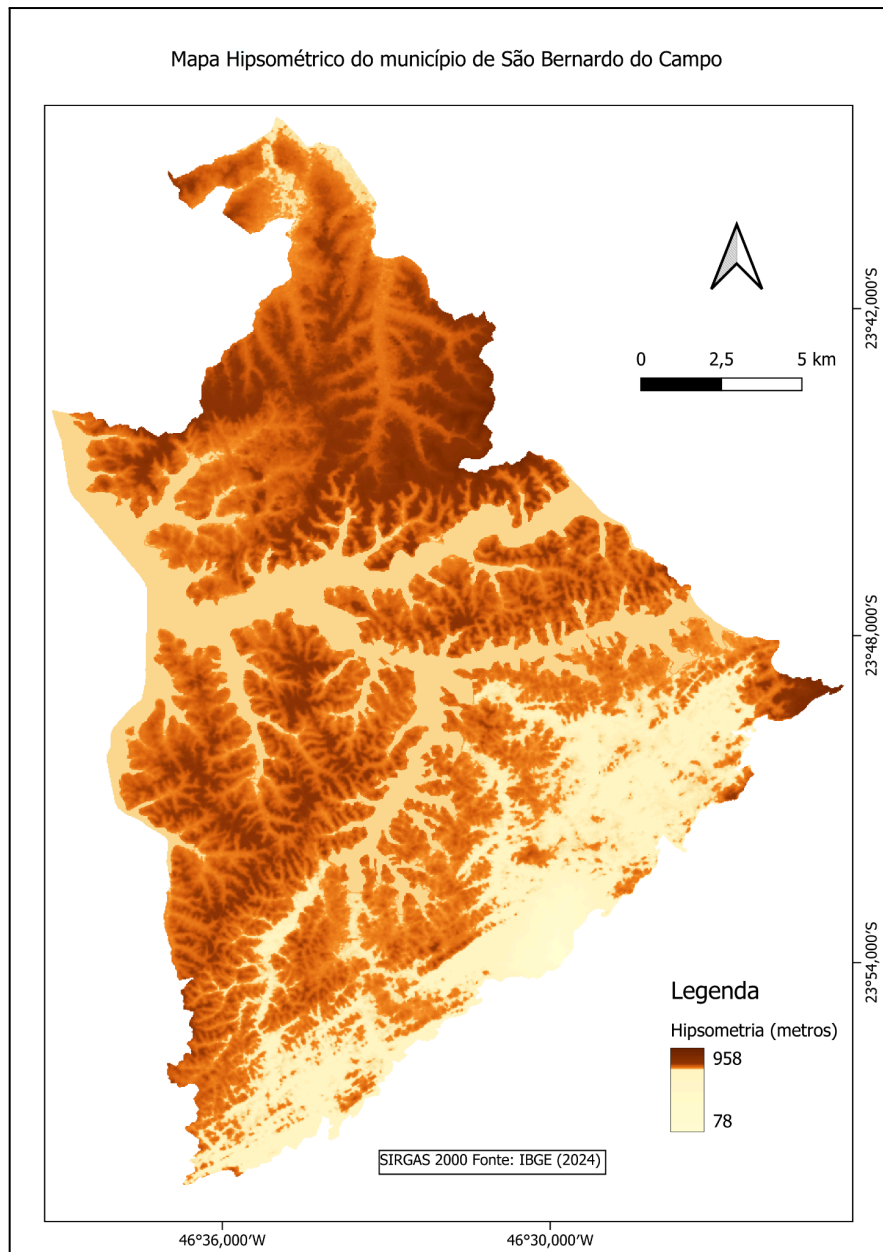 Mapa Hipsométrico do município de São Bernardo do Campo
0 2,5 5 km
23°42,000'S
23°48,000'S
23°54,000'S
Legenda
Hipsometria (metros)
958
78
SIRGAS 2000 Fonte: IBGE (2024)
46°36,000'W 46°30,000'W